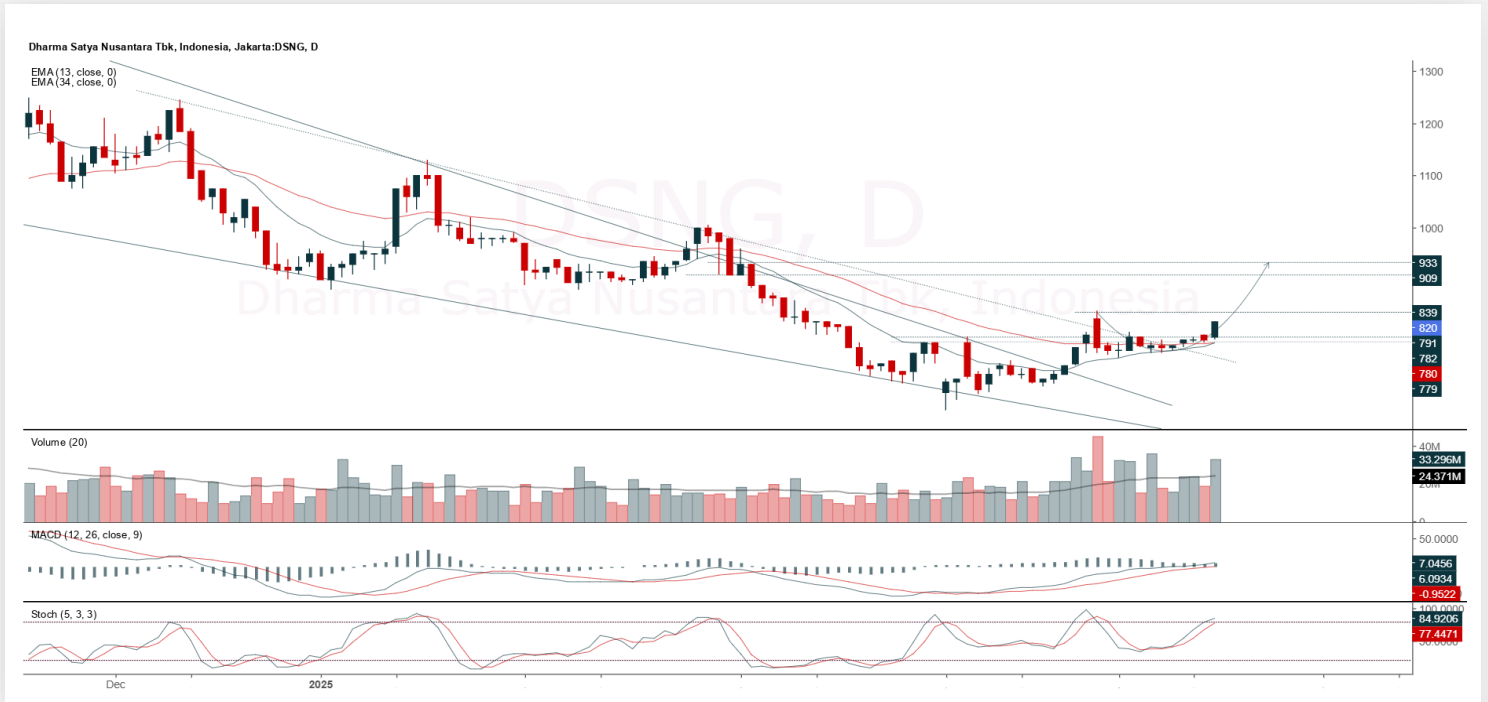 Dharma Satya Nusantara Tbk, Indonesia, Jakarta:DSNG, D
EMA (13, close, 0)
EMA (34, close, 0)
DSNG, D
Dharma Satya Nusantara Tbk, Indonesia
1300
1200
1100
1000
933
909
839
820
791
782
780
779
Volume (20)
40M
33.296M
24.371M
MACD (12, 26, close, 9)
50.0000
7.0456
6.0934
-0.9522
Stoch (5, 3, 3)
100.0000
84.9206
77.4471
Dec
2025